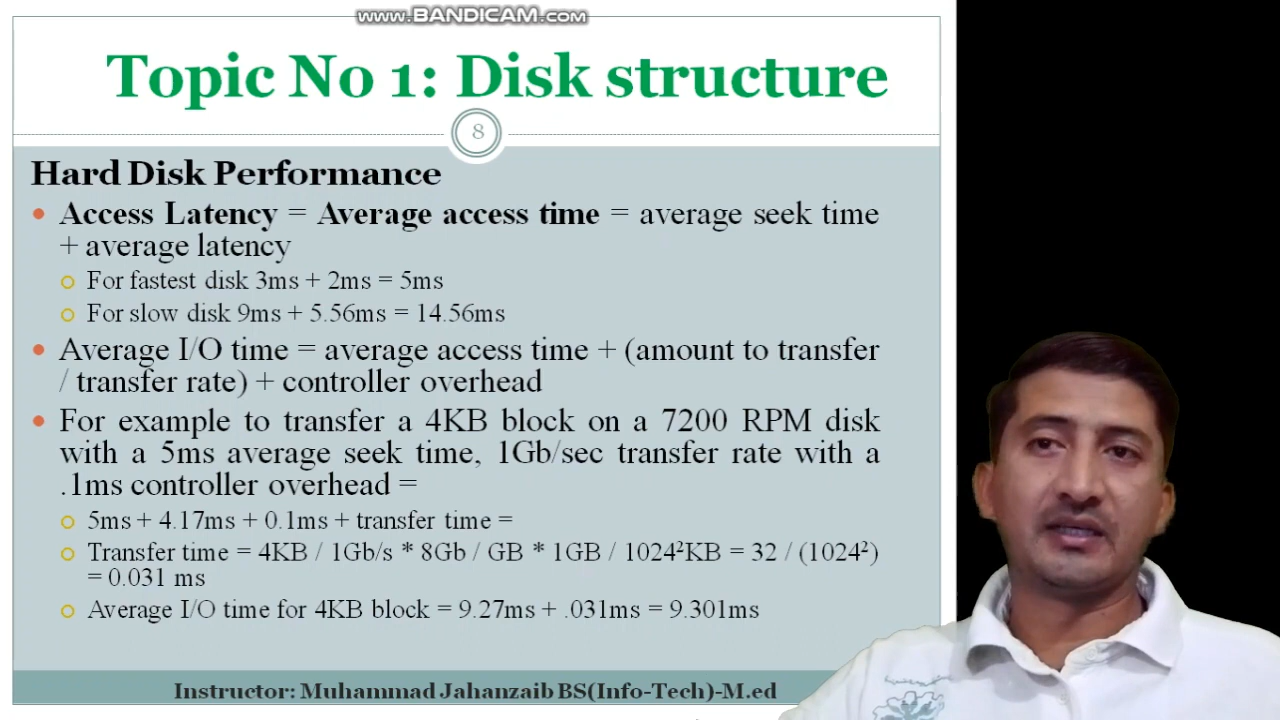 www.BANDICAM.com
Topic No 1: Disk structure
8
Hard Disk Performance
• Access Latency = Average access time = average seek time
+ average latency
For fastest disk 3ms + 2ms = 5ms
For slow disk 9ms + 5.56ms = 14.56ms
• Average I/O time = average access time + (amount to transfer
/ transfer rate) + controller overhead
• For example to transfer a 4KB block on a 7200 RPM disk
with a 5ms average seek time, 1Gb/sec transfer rate with a
.1ms controller overhead =
5ms + 4.17ms + 0.1ms + transfer time =
Transfer time = 4KB / 1Gb/s * 8Gb / GB * 1GB / 1024²KB = 32 / (1024²)
= 0.031 ms
Average I/O time for 4KB block = 9.27ms + .031ms = 9.301ms
Instructor: Muhammad Jahanzaib BS(Info-Tech)-M.ed